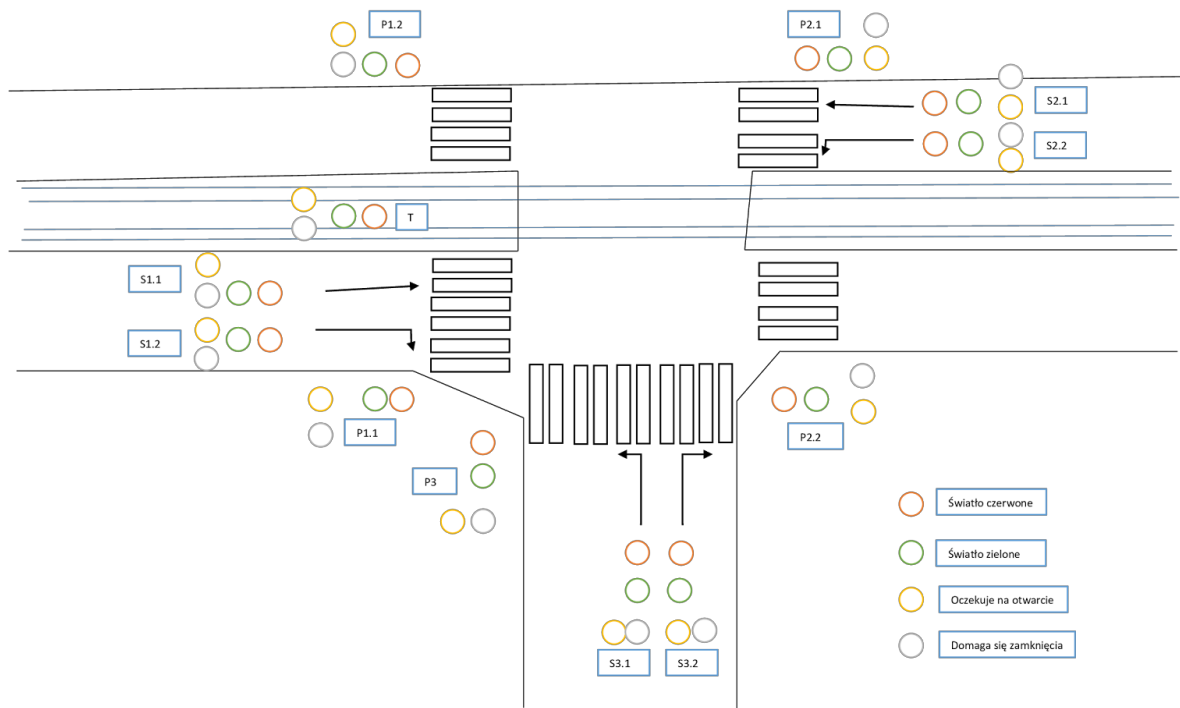 P1.2
P2.1
S2.1
S2.2
T
S1.1
S1.2
P1.1
P2.2
P3
Światło czerwone
Światło zielone
Oczekuje na otwarcie
Domaga się zamknięcia
S3.1
S3.2